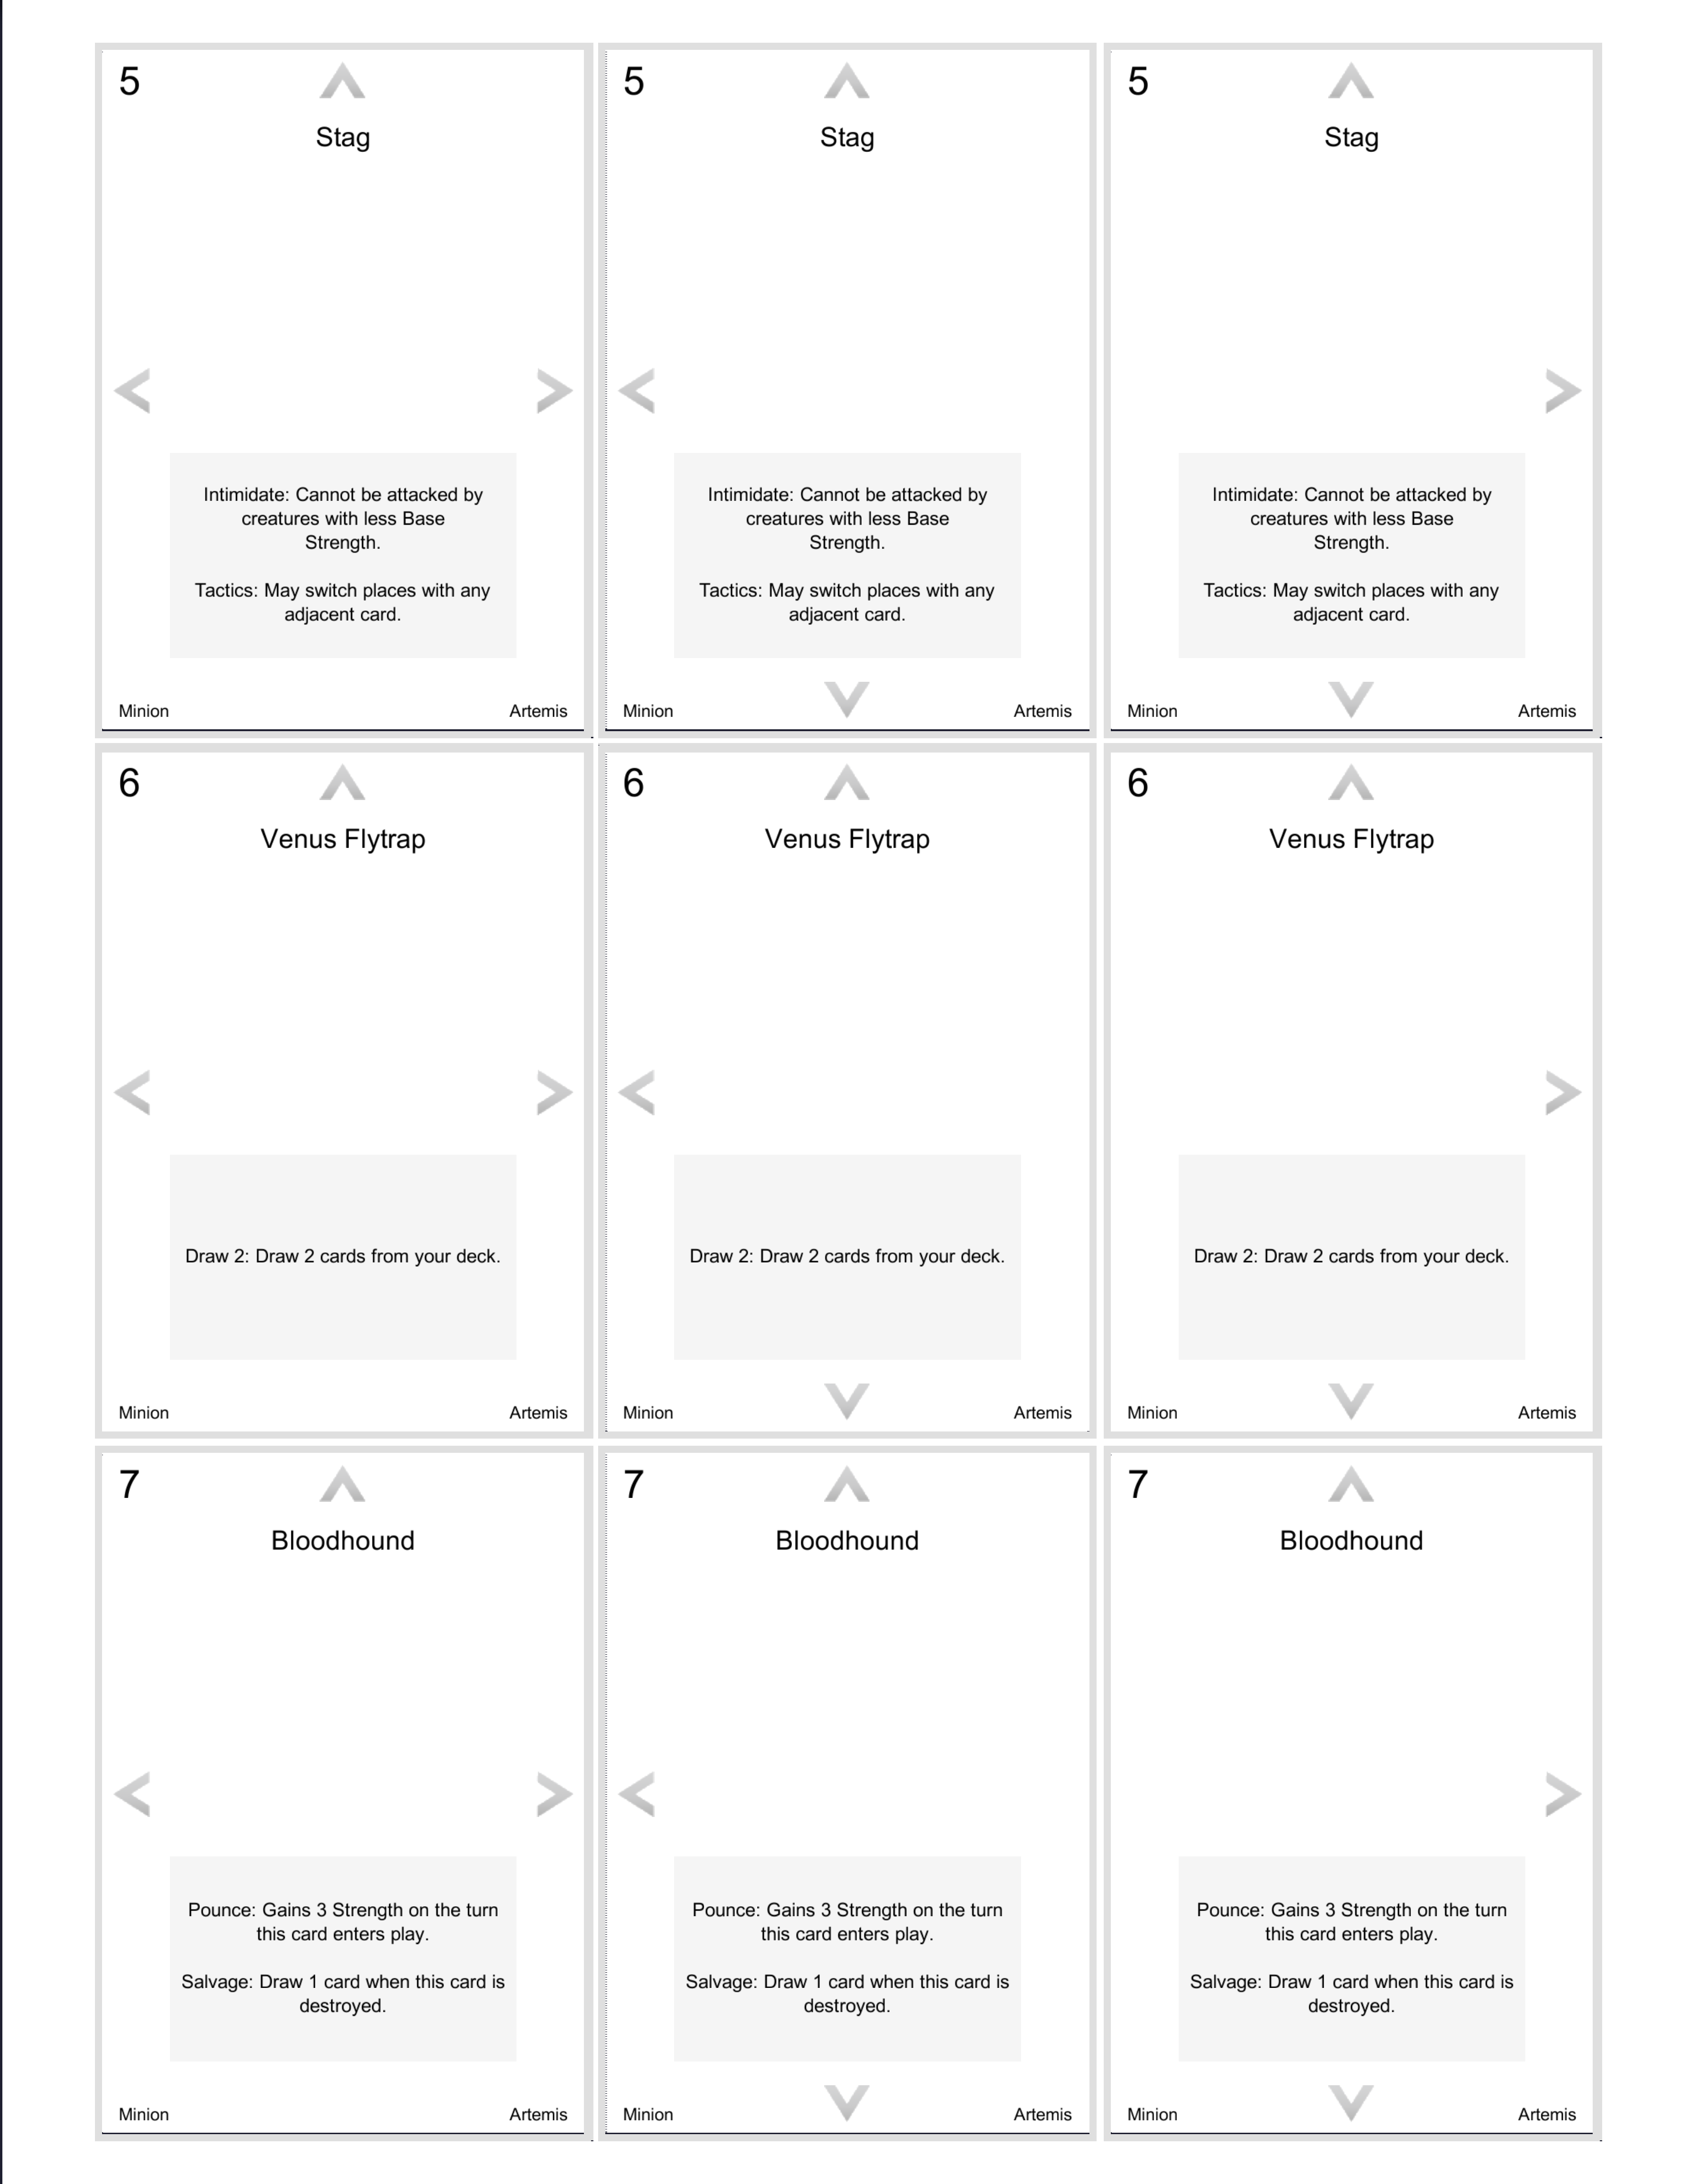 5
Stag
Intimidate: Cannot be attacked by
creatures with less Base
Strength.
Tactics: May switch places with any
adjacent card.
Minion
Artemis
5
Stag
Intimidate: Cannot be attacked by
creatures with less Base
Strength.
Tactics: May switch places with any
adjacent card.
Minion
Artemis
5
Stag
Intimidate: Cannot be attacked by
creatures with less Base
Strength.
Tactics: May switch places with any
adjacent card.
Minion
Artemis
6
Venus Flytrap
Draw 2: Draw 2 cards from your deck.
Minion
Artemis
6
Venus Flytrap
Draw 2: Draw 2 cards from your deck.
Minion
Artemis
6
Venus Flytrap
Draw 2: Draw 2 cards from your deck.
Minion
Artemis
7
Bloodhound
Pounce: Gains 3 Strength on the turn
this card enters play.
Salvage: Draw 1 card when this card is
destroyed.
Minion
Artemis
7
Bloodhound
Pounce: Gains 3 Strength on the turn
this card enters play.
Salvage: Draw 1 card when this card is
destroyed.
Minion
Artemis
7
Bloodhound
Pounce: Gains 3 Strength on the turn
this card enters play.
Salvage: Draw 1 card when this card is
destroyed.
Minion
Artemis